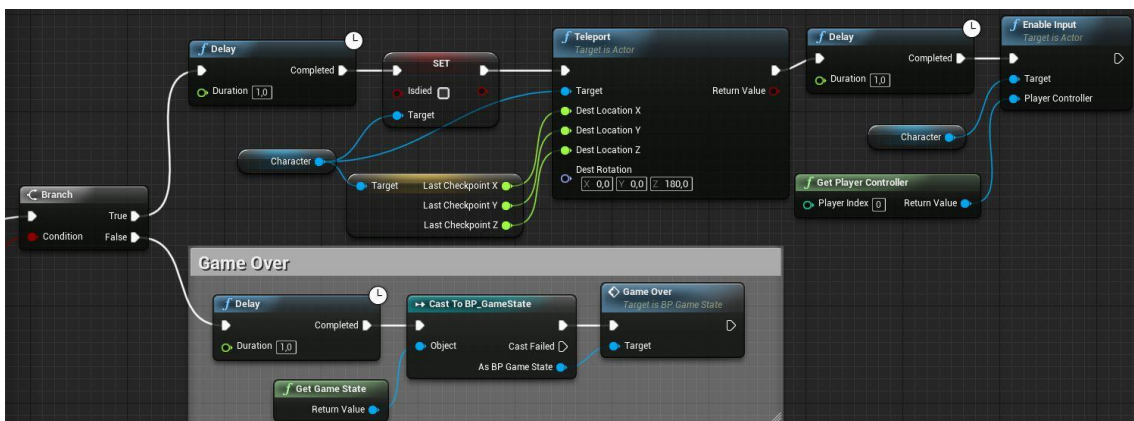 Branch
True
Condition
False
Delay
Completed
Duration 1,0
Character
SET
Isdied
Target
Target
Last Checkpoint X
Last Checkpoint Y
Last Checkpoint Z
Teleport
Target is Actor
Target
Return Value
Dest Location X
Dest Location Y
Dest Location Z
Dest Rotation
X 0,0 Y 0,0 Z 180,0
Delay
Completed
Duration 1,0
Character
Get Player Controller
Player Index 0
Return Value
Enable Input
Target is Actor
Target
Player Controller
Game Over
Delay
Completed
Duration 1,0
Get Game State
Return Value
Cast To BP_GameState
Object
Cast Failed
As BP Game State
Game Over
Target is BP Game State
Target